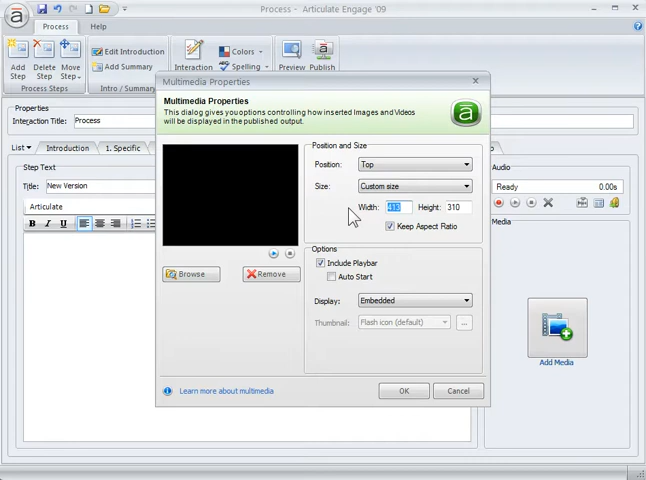 Process - Articulate Engage '09
Process
Help
Add
Step
Delete
Step
Move
Step
Edit Introduction
Add Summary
Interaction
Colors
Spelling
Preview
Publish
Process Steps
Intro / Summary
Properties
Interaction Title:
Process
List
Introduction
1. Specific
Step Text
Title:
New Version
Articulate
B I U
Audio
Ready
0.00s
Media
Add Media
Multimedia Properties
Multimedia Properties
This dialog gives you options controlling how inserted Images and Videos
will be displayed in the published output.
Position and Size
Position:
Top
Size:
Custom size
Width:
413
Height:
310
Keep Aspect Ratio
Browse
Remove
Options
Include Playbar
Auto Start
Display:
Embedded
Thumbnail:
Flash icon (default)
...
Learn more about multimedia
OK
Cancel